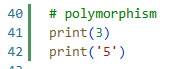 40 # polymorphism
41 print(3)
42 print('5')